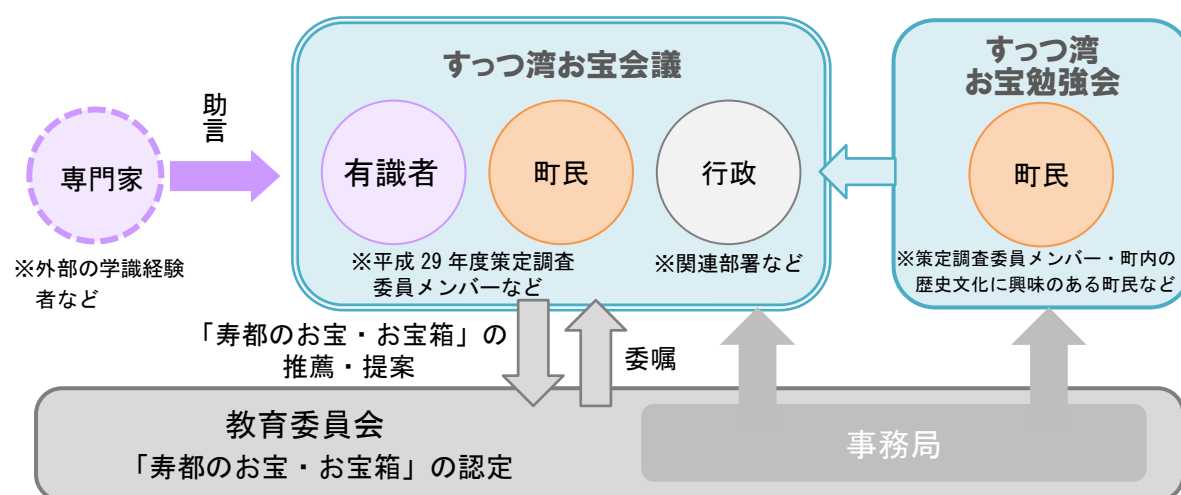 助言
専門家
※外部の学識経験
者など
すっつ湾お宝会議
有識者
町民
行政
※平成 29 年度策定調査
委員メンバーなど
※関連部署など
すっつ湾
お宝勉強会
町民
※策定調査委員メンバー・町内の
歴史文化に興味のある町民など
「寿都のお宝・お宝箱」の
推薦・提案
委嘱
教育委員会
「寿都のお宝・お宝箱」の認定
事務局